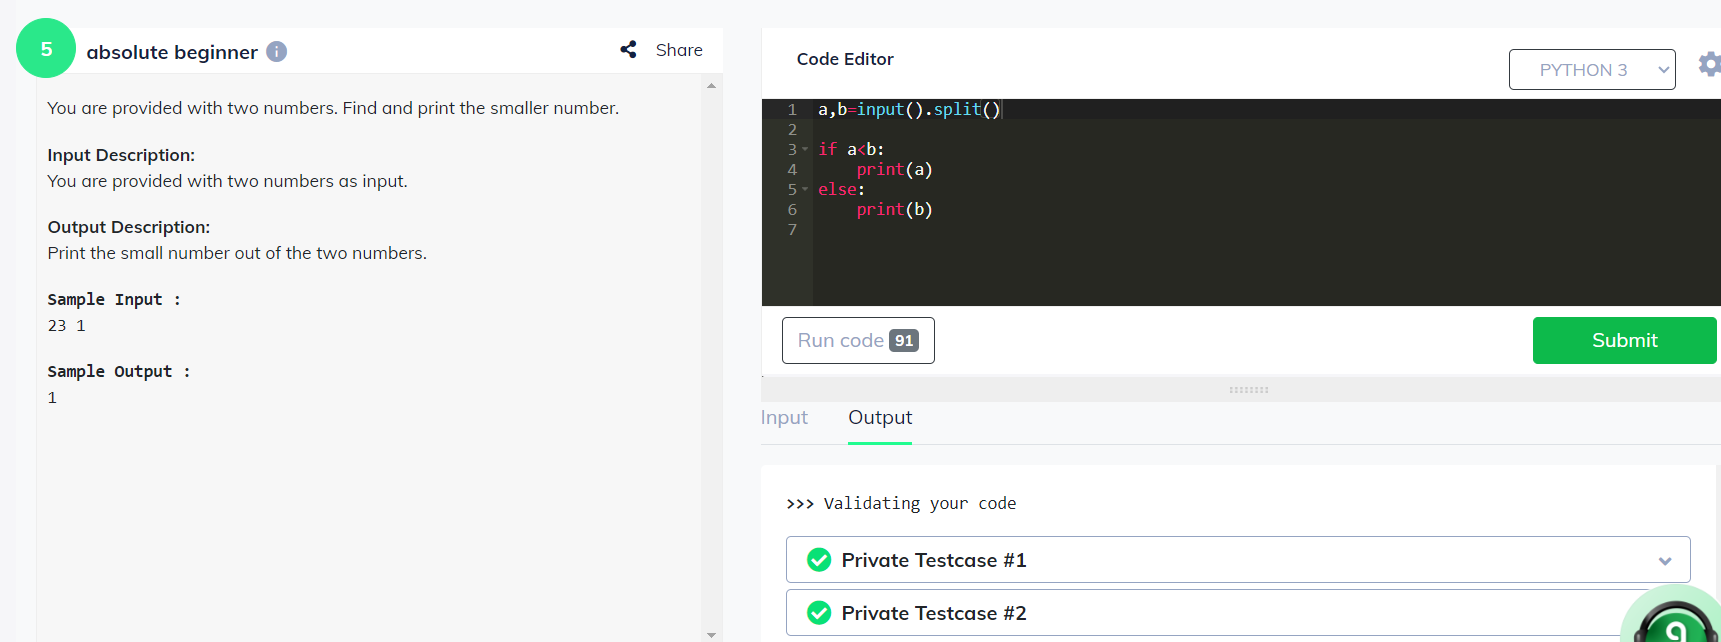 5
absolute beginner
Share
You are provided with two numbers. Find and print the smaller number.
Input Description:
You are provided with two numbers as input.
Output Description:
Print the small number out of the two numbers.
Sample Input :
23 1
Sample Output :
1
Code Editor
PYTHON 3
1 a,b=input().split()
2
3 if a<b:
4     print(a)
5 else:
6     print(b)
7
Run code 91
Submit
Input Output
>>> Validating your code
Private Testcase #1
Private Testcase #2